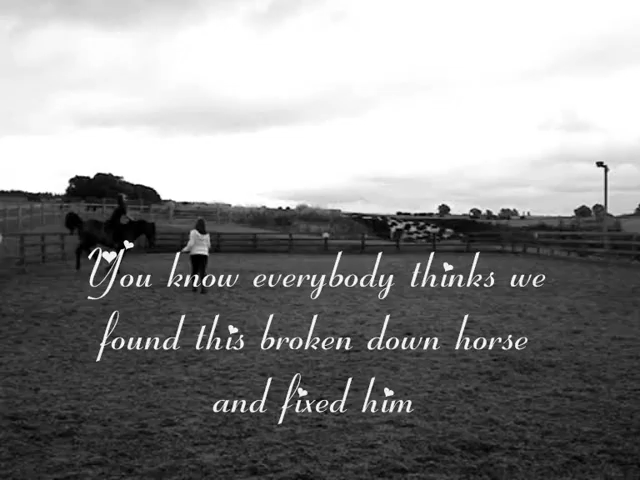 You know everybody thinks we
found this broken down horse
and fixed him